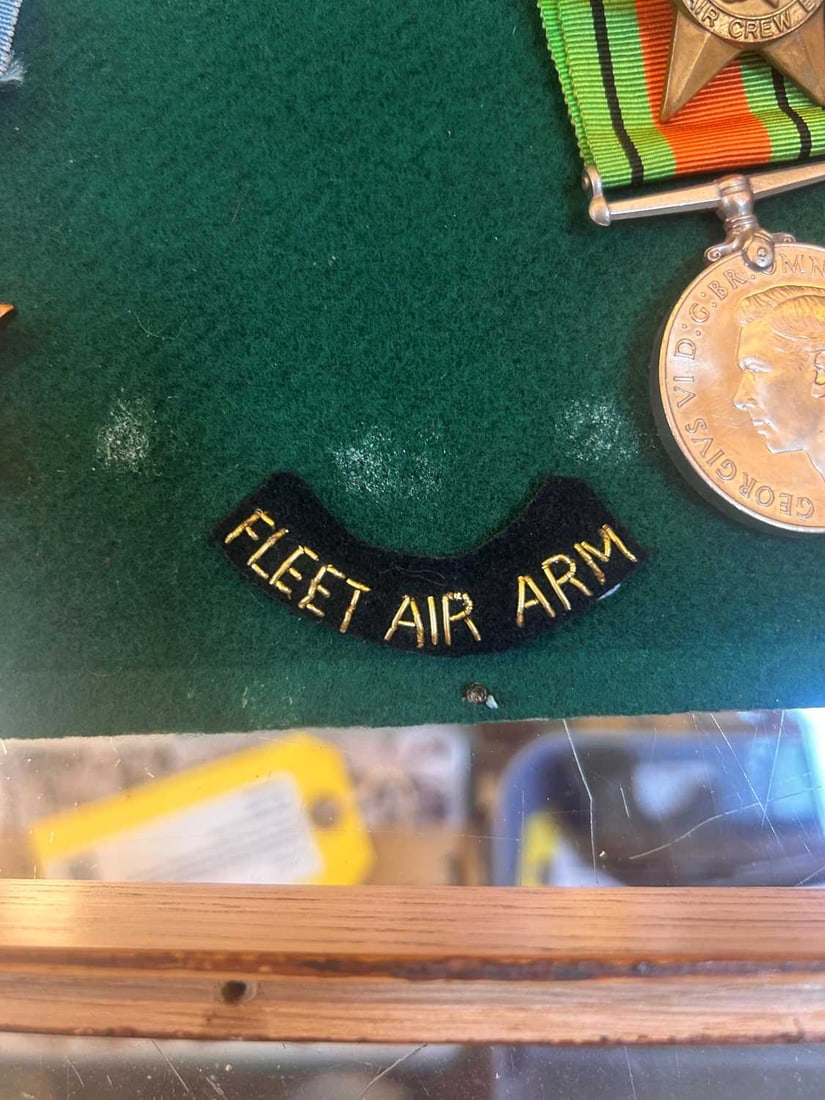 AIR CREW E
GEORGIVS VI D:G:BR:OMN
FLEET AIR ARM